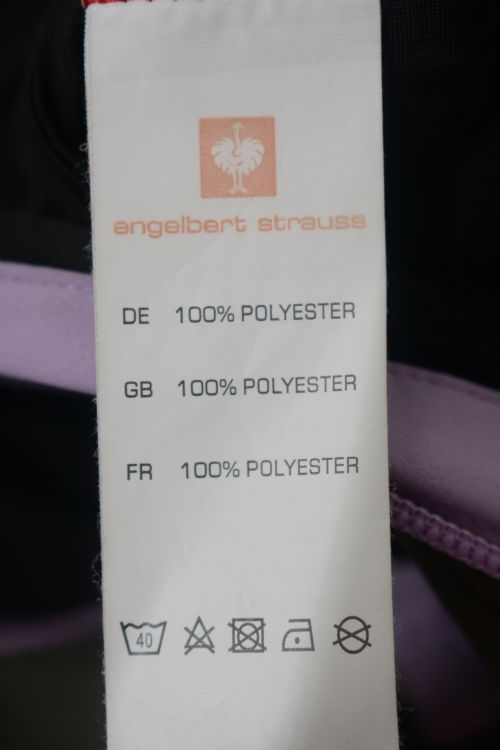 engelbert strauss
DE 100% POLYESTER
GB 100% POLYESTER
FR 100% POLYESTER
40